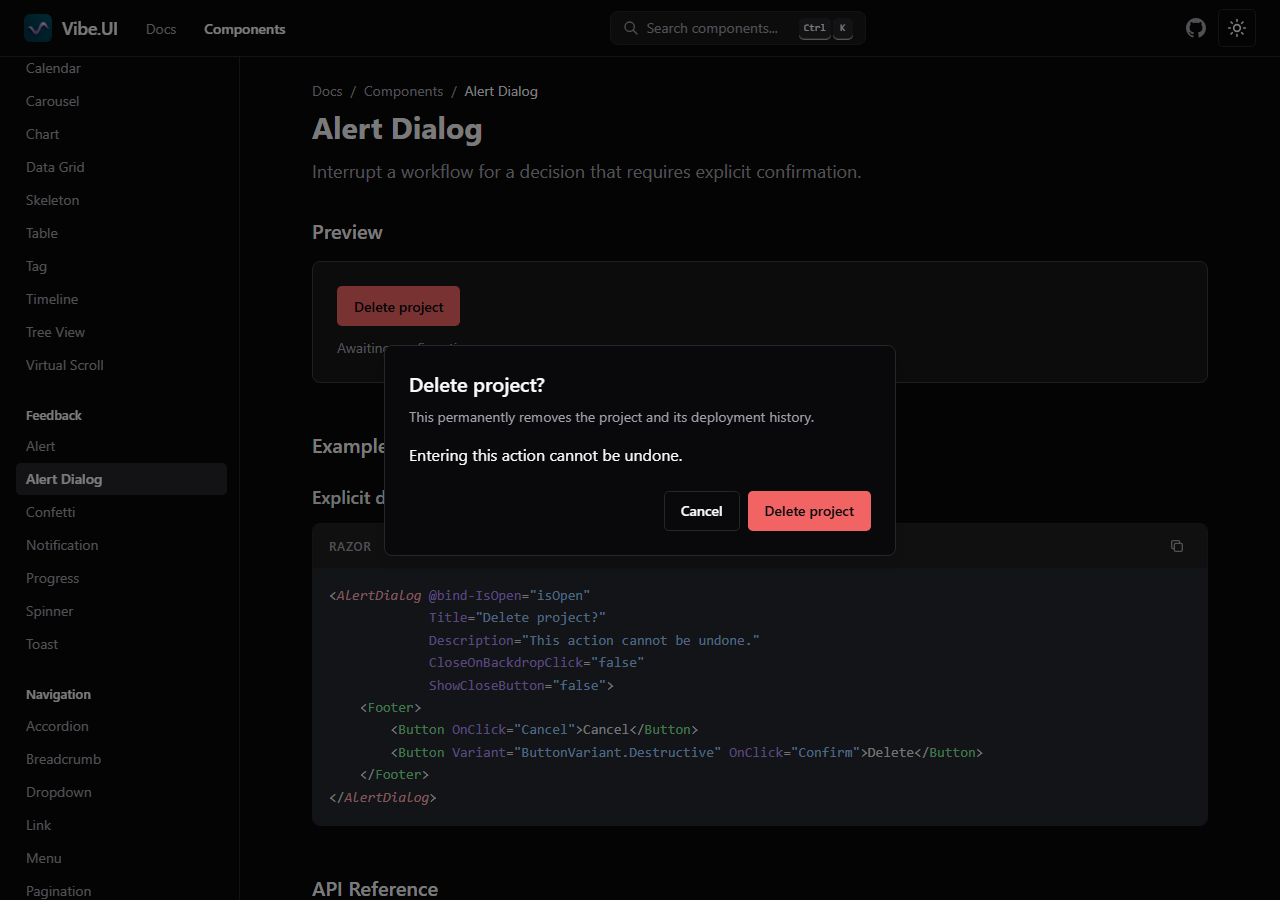 Vibe.UI
Docs
Components
Search components...
Ctrl
K
Calendar
Carousel
Chart
Data Grid
Skeleton
Table
Tag
Timeline
Tree View
Virtual Scroll
Feedback
Alert
Alert Dialog
Confetti
Notification
Progress
Spinner
Toast
Navigation
Accordion
Breadcrumb
Dropdown
Link
Menu
Pagination
Docs / Components / Alert Dialog
Alert Dialog
Interrupt a workflow for a decision that requires explicit confirmation.
Preview
Delete project
Delete project?
This permanently removes the project and its deployment history.
Entering this action cannot be undone.
Cancel
Delete project
Explicit
RAZOR
<AlertDialog @bind-IsOpen="isOpen"
Title="Delete project?"
Description="This action cannot be undone."
CloseOnBackdropClick="false"
ShowCloseButton="false">
<Footer>
<Button OnClick="Cancel">Cancel</Button>
<Button Variant="ButtonVariant.Destructive" OnClick="Confirm">Delete</Button>
</Footer>
</AlertDialog>
API Reference